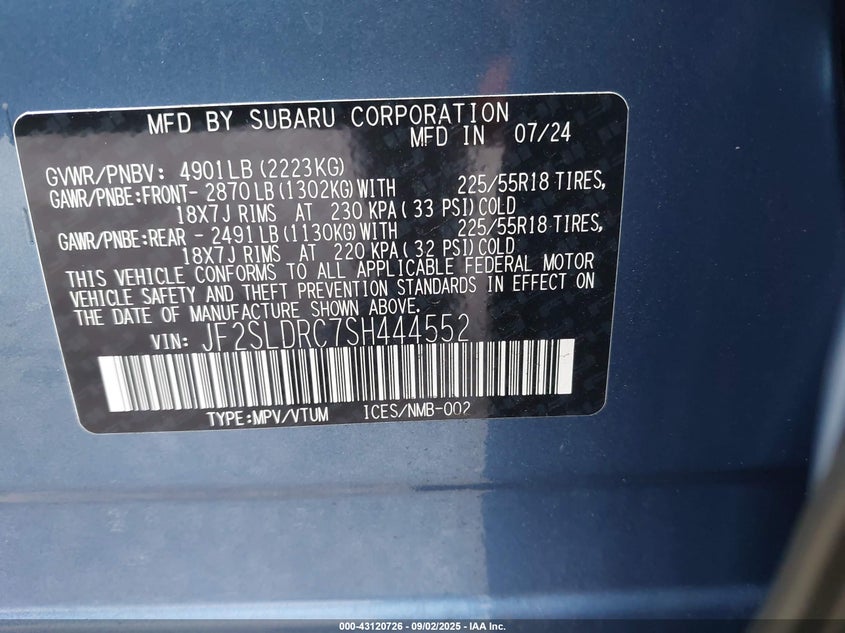 MFD BY SUBARU CORPORATION
MFD IN 07/24
GVWR/PNBV: 4901LB (2223KG)
GAWR/PNBE:FRONT- 2870LB (1302KG)WITH 225/55R18 TIRES,
18X7J RIMS AT 230 KPA( 33 PSI)COLD
GAWR/PNBE:REAR - 2491LB (1130KG)WITH 225/55R18 TIRES,
18X7J RIMS AT 220 KPA( 32 PSI)COLD
THIS VEHICLE CONFORMS TO ALL APPLICABLE FEDERAL MOTOR
VEHICLE SAFETY AND THEFT PREVENTION STANDARDS IN EFFECT ON
THE DATE OF MANUFACTURE SHOWN ABOVE.
VIN: JF2SLDRC7SH444552
TYPE:MPV/VTUM ICES/NMB-002
000-43120726 - 09/02/2025 - IAA Inc.